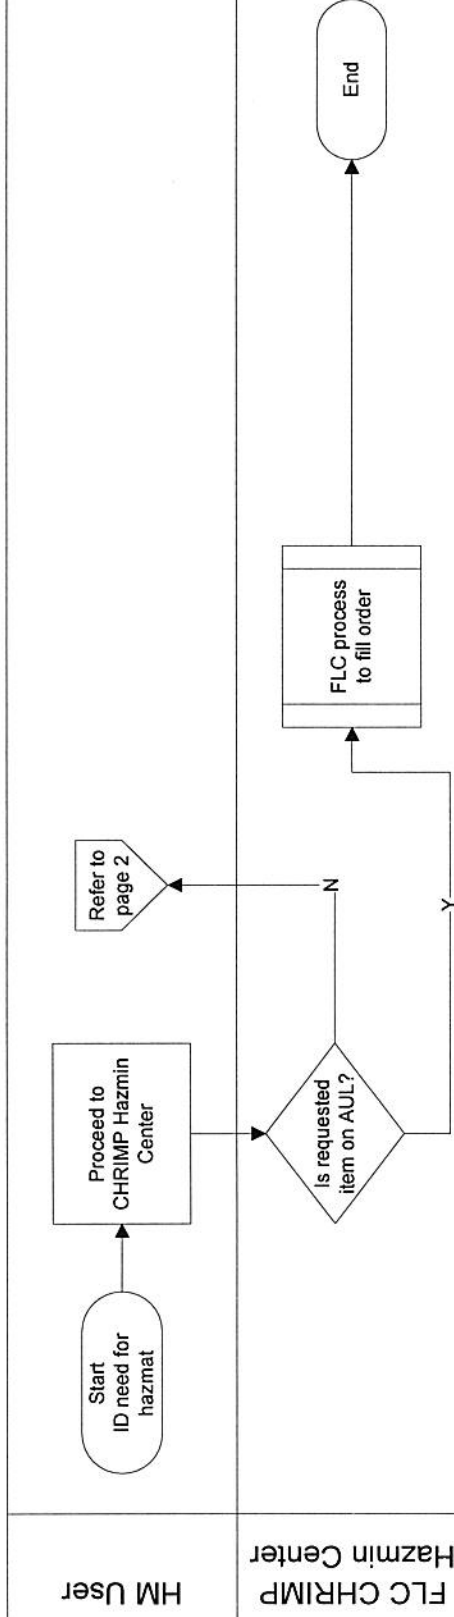 HM User
Start
ID need for
hazmat
Proceed to
CHRIMP Hazmin
Center
Refer to
page 2
FLC CHRIMP
Hazmin Center
Is requested
item on AUL?
N
Y
FLC process
to fill order
End